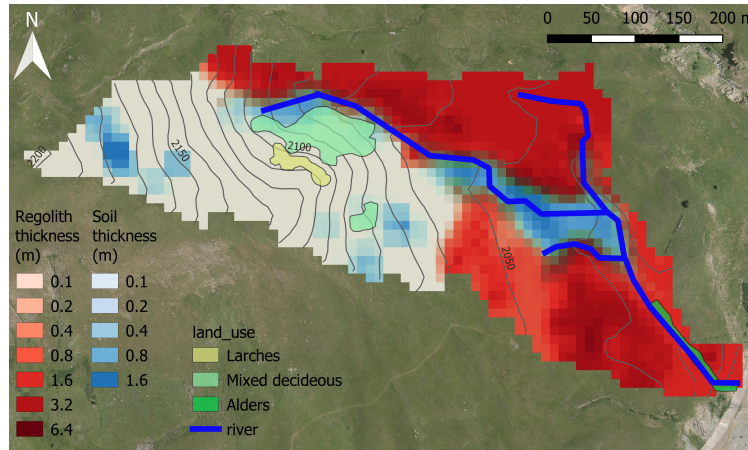 N
0 50 100 150 200 m
2200
2150
2100
2050
Regolith thickness (m)
0.1
0.2
0.4
0.8
1.6
3.2
6.4
Soil thickness (m)
0.1
0.2
0.4
0.8
1.6
land_use
Larches
Mixed decideous
Alders
river